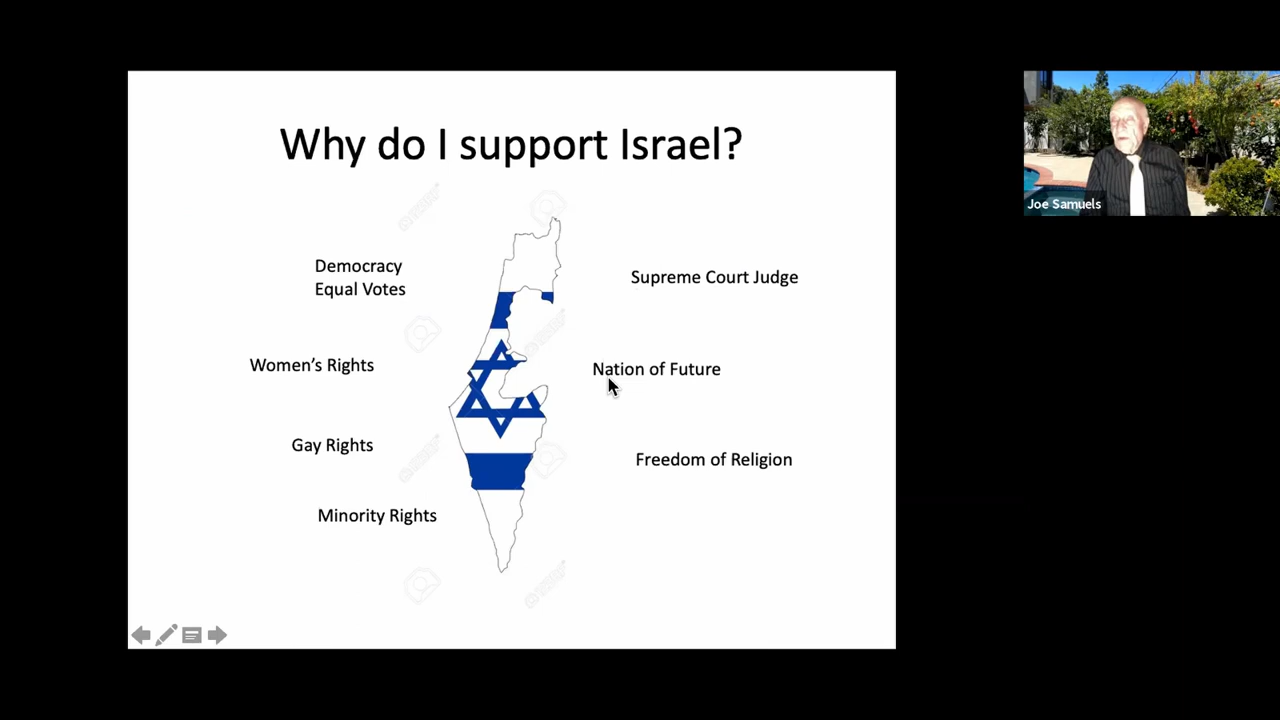 Why do I support Israel?
Democracy
Equal Votes
Supreme Court Judge
Women’s Rights
Nation of Future
Gay Rights
Freedom of Religion
Minority Rights
Joe Samuels